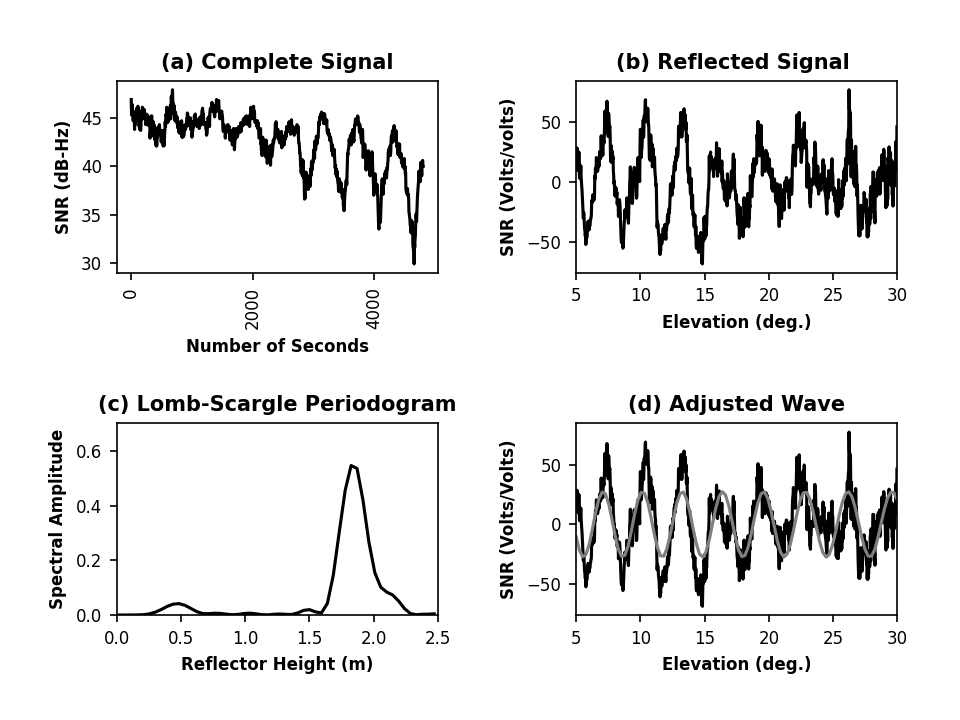 (a) Complete Signal
SNR (dB-Hz)
45
40
35
30
0
2000
4000
Number of Seconds
(b) Reflected Signal
SNR (Volts/volts)
50
0
−50
5 10 15 20 25 30
Elevation (deg.)
(c) Lomb-Scargle Periodogram
Spectral Amplitude
0.6
0.4
0.2
0.0
0.0 0.5 1.0 1.5 2.0 2.5
Reflector Height (m)
(d) Adjusted Wave
SNR (Volts/Volts)
50
0
−50
5 10 15 20 25 30
Elevation (deg.)